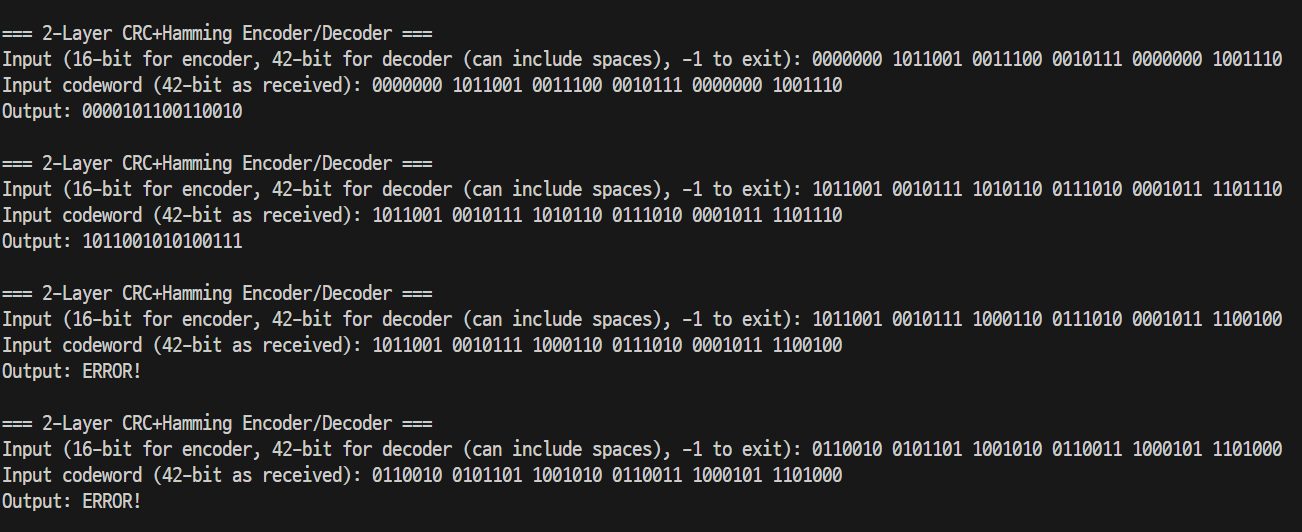 === 2-Layer CRC+Hamming Encoder/Decoder ===
Input (16-bit for encoder, 42-bit for decoder (can include spaces), -1 to exit): 0000000 1011001 0011100 0010111 0000000 1001110
Input codeword (42-bit as received): 0000000 1011001 0011100 0010111 0000000 1001110
Output: 0000101100110010
=== 2-Layer CRC+Hamming Encoder/Decoder ===
Input (16-bit for encoder, 42-bit for decoder (can include spaces), -1 to exit): 1011001 0010111 1010110 0111010 0001011 1101110
Input codeword (42-bit as received): 1011001 0010111 1010110 0111010 0001011 1101110
Output: 1011001010100111
=== 2-Layer CRC+Hamming Encoder/Decoder ===
Input (16-bit for encoder, 42-bit for decoder (can include spaces), -1 to exit): 1011001 0010111 1000110 0111010 0001011 1100100
Input codeword (42-bit as received): 1011001 0010111 1000110 0111010 0001011 1100100
Output: ERROR!
=== 2-Layer CRC+Hamming Encoder/Decoder ===
Input (16-bit for encoder, 42-bit for decoder (can include spaces), -1 to exit): 0110010 0101101 1001010 0110011 1000101 1101000
Input codeword (42-bit as received): 0110010 0101101 1001010 0110011 1000101 1101000
Output: ERROR!